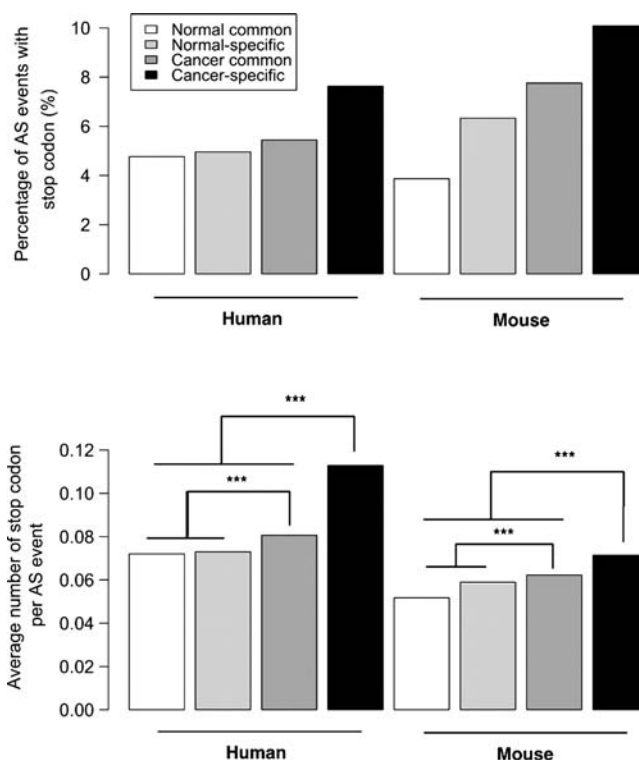 Percentage of AS events with
stop codon (%)
10
8
6
4
2
0
Normal common
Normal-specific
Cancer common
Cancer-specific
Human
Mouse
Average number of stop codon
per AS event
0.12
0.10
0.08
0.06
0.04
0.02
0.00
***
***
***
***
Human
Mouse